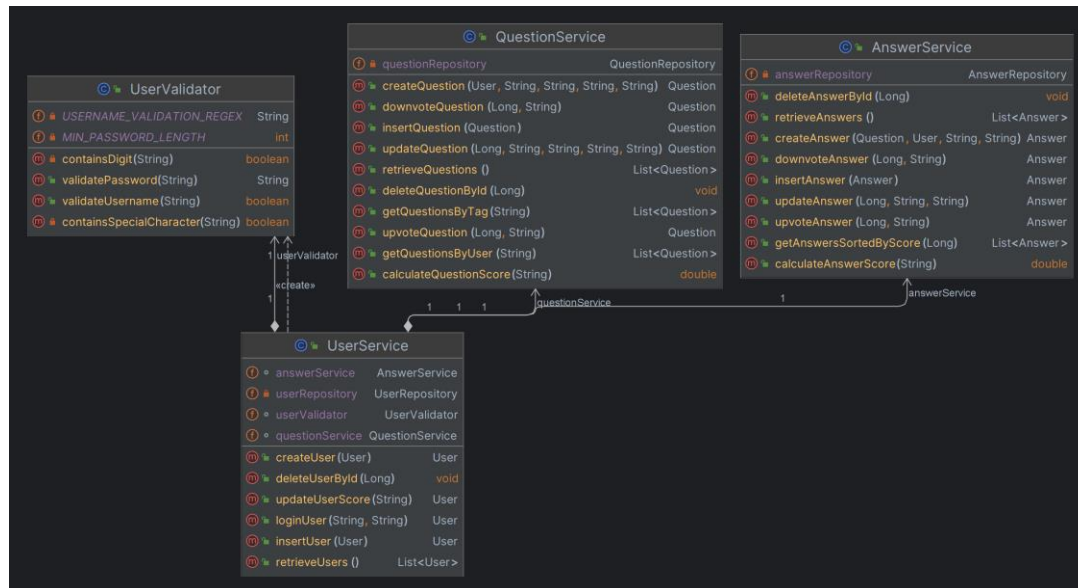 UserValidator
USERNAME_VALIDATION_REGEX String
MIN_PASSWORD_LENGTH int
containsDigit(String) boolean
validatePassword(String) String
validateUsername(String) boolean
containsSpecialCharacter(String) boolean
QuestionService
questionRepository QuestionRepository
createQuestion (User, String, String, String, String) Question
downvoteQuestion (Long, String) Question
insertQuestion (Question) Question
updateQuestion (Long, String, String, String, String) Question
retrieveQuestions () List<Question>
deleteQuestionById (Long) void
getQuestionsByTag(String) List<Question>
upvoteQuestion (Long, String) Question
getQuestionsByUser (String) List<Question>
calculateQuestionScore(String) double
AnswerService
answerRepository AnswerRepository
deleteAnswerById (Long) void
retrieveAnswers () List<Answer>
createAnswer (Question, User, String, String) Answer
downvoteAnswer (Long, String) Answer
insertAnswer (Answer) Answer
updateAnswer (Long, String, String) Answer
upvoteAnswer (Long, String) Answer
getAnswersSortedByScore(Long) List<Answer>
calculateAnswerScore(String) double
1 userValidator
«create»
1
1 1 1 questionService
1 answerService
UserService
answerService AnswerService
userRepository UserRepository
userValidator UserValidator
questionService QuestionService
createUser (User) User
deleteUserById (Long) void
updateUserScore (String) User
loginUser (String, String) User
insertUser (User) User
retrieveUsers () List<User>